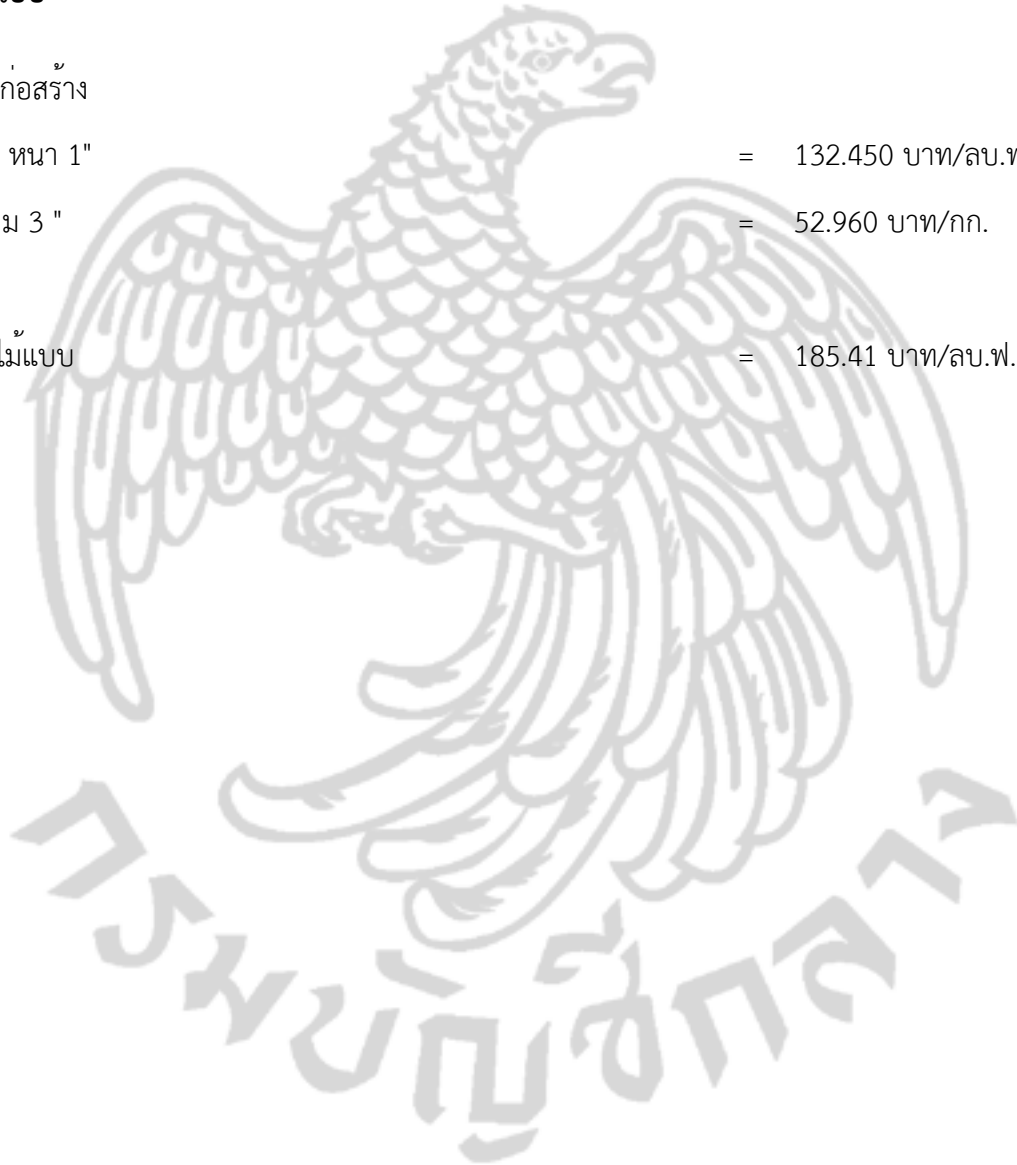 ก่อสร้าง
หนา 1" = 132.450 บาท/ลบ.ฟ
ม 3 " = 52.960 บาท/กก.
ไม้แบบ = 185.41 บาท/ลบ.ฟ.
กรมบัญชีกลาง